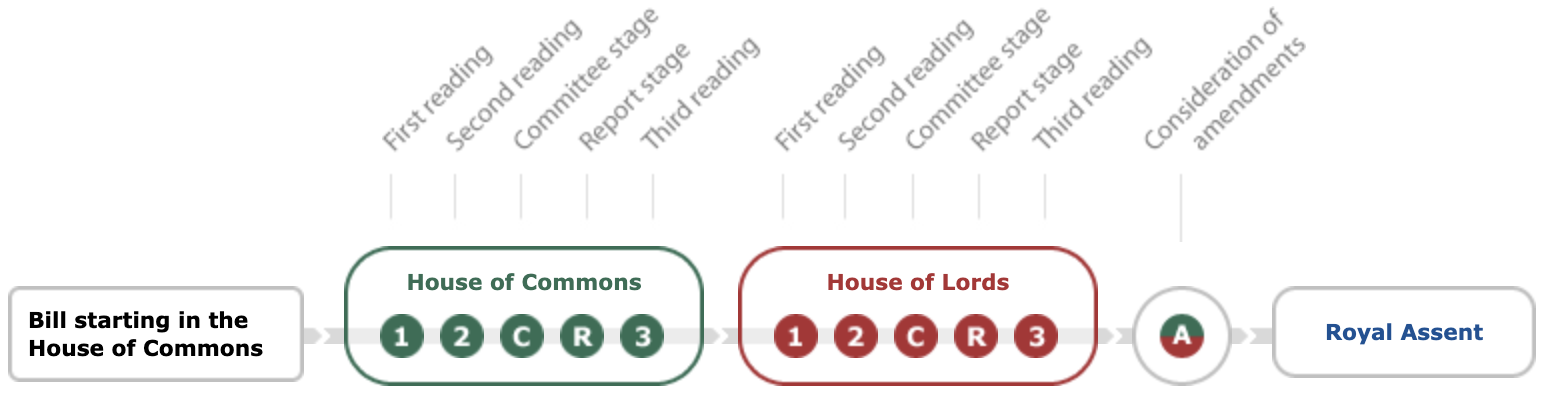 First reading
Second reading
Committee stage
Report stage
Third reading
First reading
Second reading
Committee stage
Report stage
Third reading
Consideration of
amendments
Bill starting in the
House of Commons
House of Commons
1 2 C R 3
House of Lords
1 2 C R 3
A
Royal Assent